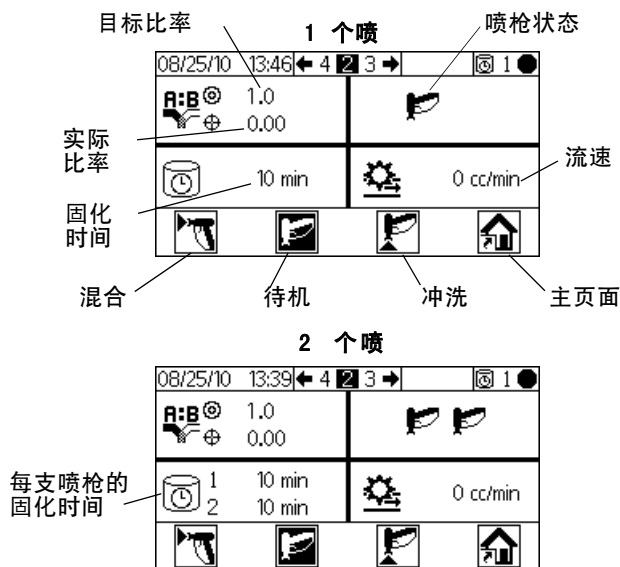 目标比率
1 个喷
喷枪状态
08/25/10 13:46 4 2 3 1
A:B 1.0
0.00
实际
比率
10 min
0 cc/min
流速
固化
时间
混合
待机
冲洗
主页面
2 个喷
08/25/10 13:39 4 2 3 1
A:B 1.0
0.00
每支喷枪的
固化时间
1 10 min
2 10 min
0 cc/min